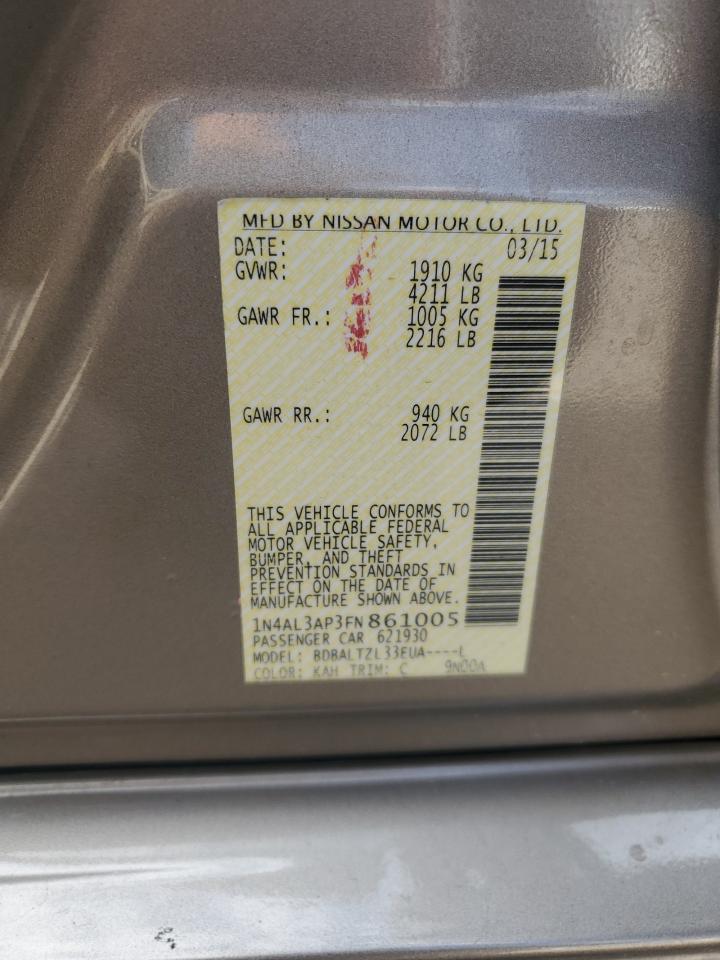 MFD BY NISSAN MOTOR CO., LTD.
DATE: 03/15
GVWR: 1910 KG
4211 LB
GAWR FR.: 1005 KG
2216 LB
GAWR RR.: 940 KG
2072 LB
THIS VEHICLE CONFORMS TO
ALL APPLICABLE FEDERAL
MOTOR VEHICLE SAFETY,
BUMPER, AND THEFT
PREVENTION STANDARDS IN
EFFECT ON THE DATE OF
MANUFACTURE SHOWN ABOVE.
1N4AL3AP3FN861005
PASSENGER CAR 621930
MODEL: BDBALTZL33EUA----L
COLOR: KAH TRIM: C 9N00A